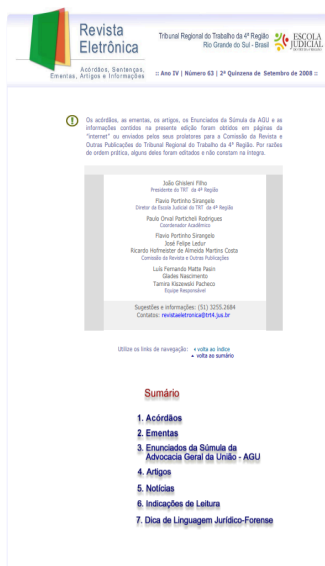 Revista
Eletrônica
Acórdãos, Sentenças,
Ementas, Artigos e Informações
Tribunal Regional do Trabalho da 4ª Região
Rio Grande do Sul - Brasil
ESCOLA
JUDICIAL
:: Ano IV | Número 63 | 2ª Quinzena de Setembro de 2008 ::
Os acórdãos, as ementas, os artigos, os Enunciados da Súmula da AGU e as
informações contidas na presente edição foram obtidos em páginas da
"internet" ou enviados pelos seus prolatores para a Comissão da Revista e
Outras Publicações do Tribunal Regional do Trabalho da 4ª Região. Por razões
de ordem prática, alguns deles foram editados e não constam na íntegra.
João Ghisleni Filho
Presidente do TRT da 4ª Região
Flavio Portinho Sirangelo
Diretor da Escola Judicial do TRT da 4ª Região
Paulo Orval Particheli Rodrigues
Coordenador Acadêmico
Flavio Portinho Sirangelo
José Felipe Ledur
Ricardo Hofmeister de Almeida Martins Costa
Comissão da Revista e Outras Publicações
Luís Fernando Matte Pasin
Glades Nascimento
Tamira Kiszewski Pacheco
Equipe Responsável
Sugestões e informações: (51) 3255.2684
Contatos: revistaeletronica@trt4.jus.br
Utilize os links de navegação: volta ao índice
volta ao sumário
Sumário
1. Acórdãos
2. Ementas
3. Enunciados da Súmula da
Advocacia Geral da União - AGU
4. Artigos
5. Notícias
6. Indicações de Leitura
7. Dica de Linguagem Jurídico-Forense